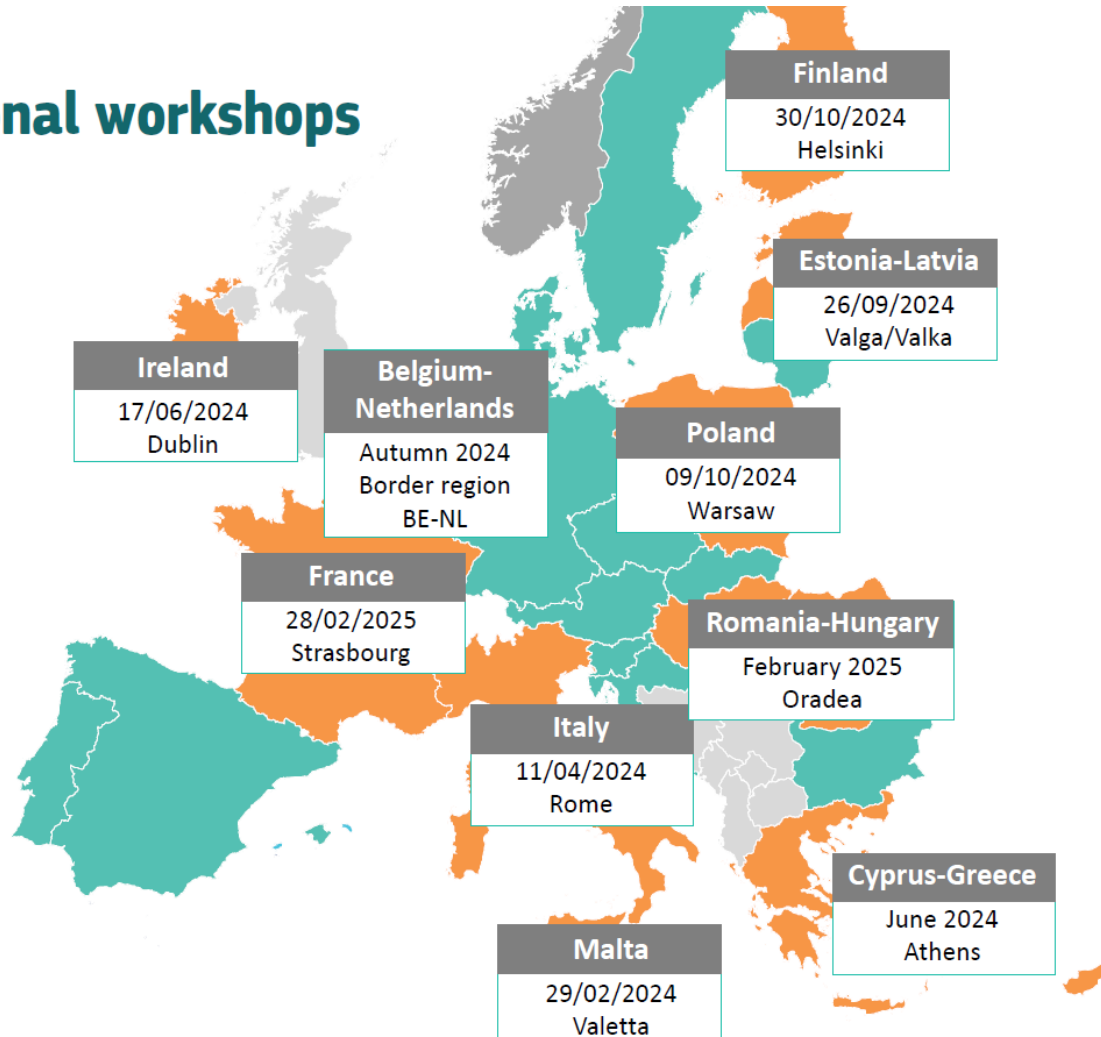 nal workshops
Finland
30/10/2024
Helsinki
Estonia-Latvia
26/09/2024
Valga/Valka
Ireland
17/06/2024
Dublin
Belgium-
Netherlands
Autumn 2024
Border region
BE-NL
Poland
09/10/2024
Warsaw
France
28/02/2025
Strasbourg
Romania-Hungary
February 2025
Oradea
Italy
11/04/2024
Rome
Cyprus-Greece
June 2024
Athens
Malta
29/02/2024
Valetta